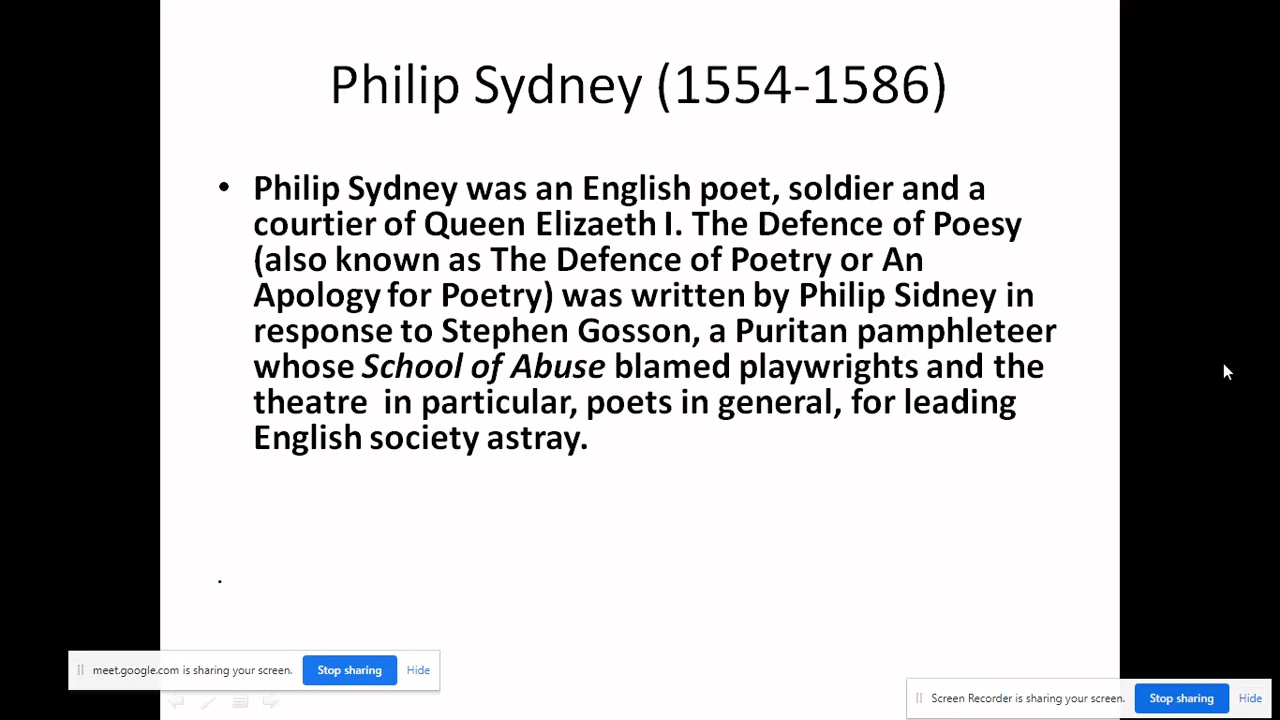 Philip Sydney (1554-1586)
• Philip Sydney was an English poet, soldier and a
courtier of Queen Elizaeth I. The Defence of Poesy
(also known as The Defence of Poetry or An
Apology for Poetry) was written by Philip Sidney in
response to Stephen Gosson, a Puritan pamphleteer
whose School of Abuse blamed playwrights and the
theatre  in particular, poets in general, for leading
English society astray.
.
meet.google.com is sharing your screen. Stop sharing Hide
Screen Recorder is sharing your screen. Stop sharing Hide